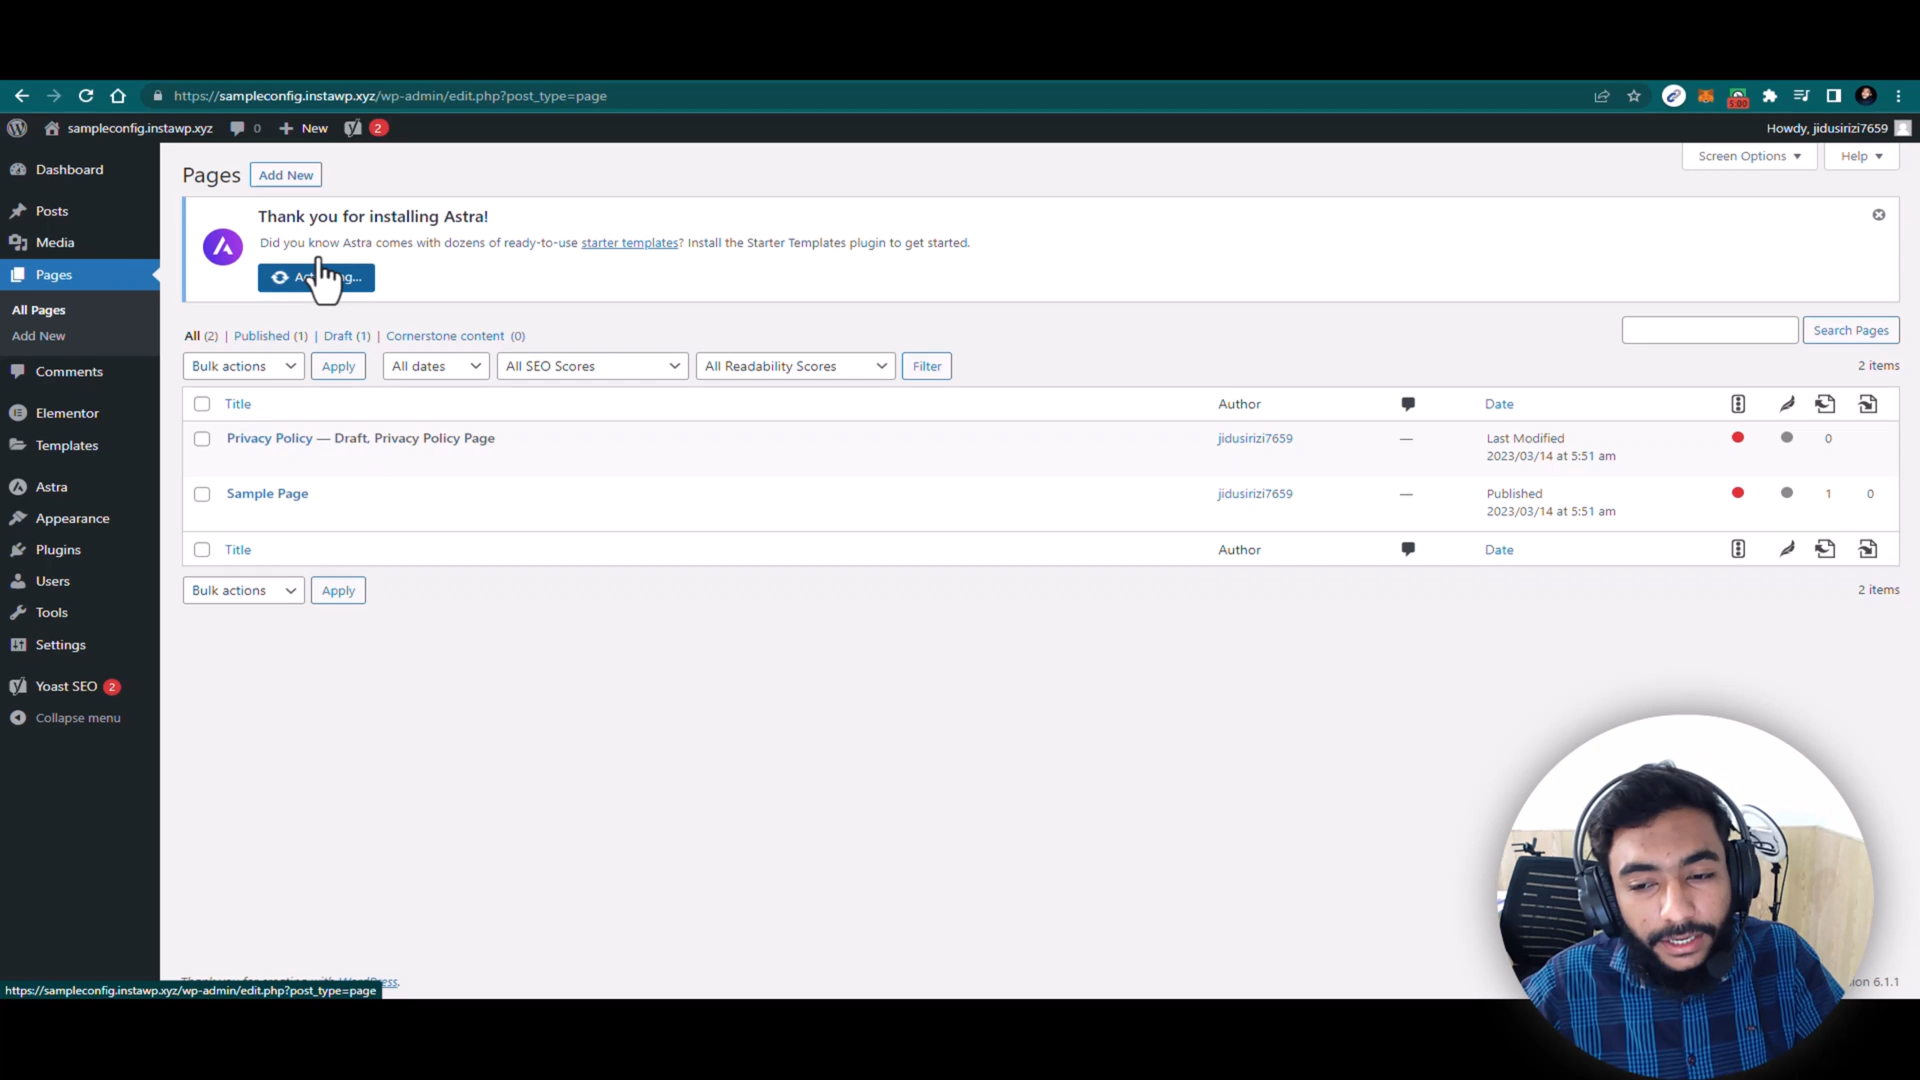 https://sampleconfig.instawp.xyz/wp-admin/edit.php?post_type=page
5:00
sampleconfig.instawp.xyz 0 New 2
Howdy, jidusirizi7659
Dashboard
Posts
Media
Pages
All Pages
Add New
Comments
Elementor
Templates
Astra
Appearance
Plugins
Users
Tools
Settings
Yoast SEO 2
Collapse menu
Screen Options
Help
Pages Add New
Thank you for installing Astra!
Did you know Astra comes with dozens of ready-to-use starter templates? Install the Starter Templates plugin to get started.
All (2) | Published (1) | Draft (1) | Cornerstone content (0)
Search Pages
Bulk actions Apply All dates All SEO Scores All Readability Scores Filter
2 items
Title Author Date
Privacy Policy — Draft, Privacy Policy Page jidusirizi7659 — Last Modified 0
2023/03/14 at 5:51 am
Sample Page jidusirizi7659 — Published 1 0
2023/03/14 at 5:51 am
Title Author Date
Bulk actions Apply
2 items
https://sampleconfig.instawp.xyz/wp-admin/edit.php?post_type=page
6.1.1